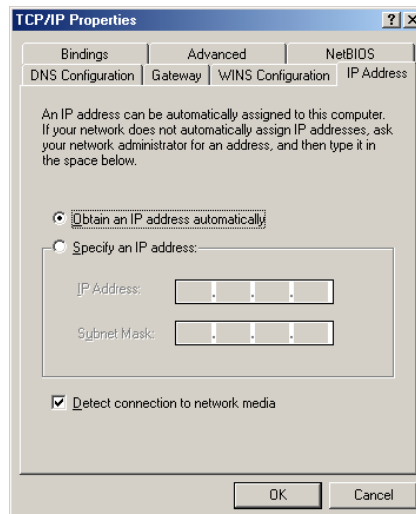 TCP/IP Properties
Bindings Advanced NetBIOS
DNS Configuration Gateway WINS Configuration IP Address
An IP address can be automatically assigned to this computer.
If your network does not automatically assign IP addresses, ask
your network administrator for an address, and then type it in
the space below.
Obtain an IP address automatically
Specify an IP address:
IP Address:
Subnet Mask:
Detect connection to network media
OK Cancel